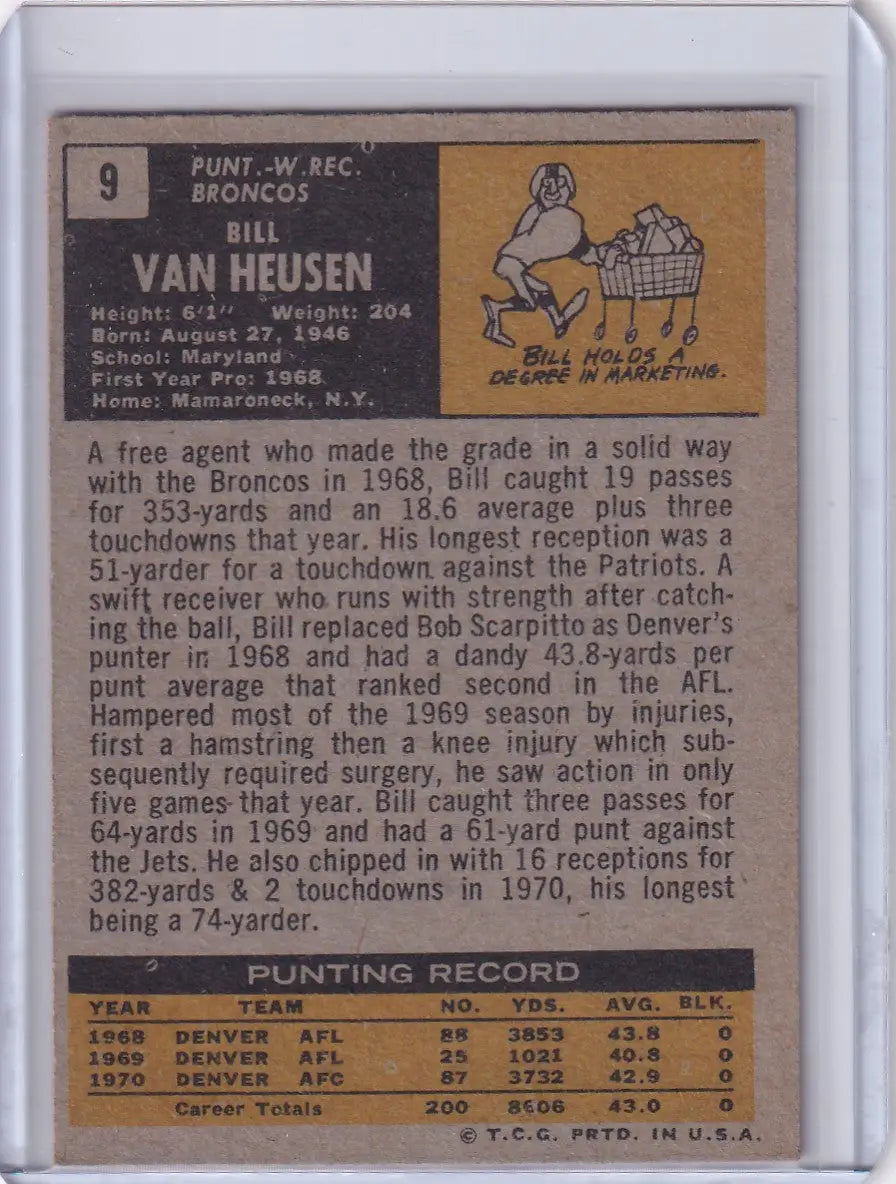 9
PUNT.-W.REC.
BRONCOS
BILL
VAN HEUSEN
Height: 6'1" Weight: 204
Born: August 27, 1946
School: Maryland
First Year Pro: 1968
Home: Mamaroneck, N.Y.
BILL HOLDS A
DEGREE IN MARKETING.
A free agent who made the grade in a solid way
with the Broncos in 1968, Bill caught 19 passes
for 353-yards and an 18.6 average plus three
touchdowns that year. His longest reception was a
51-yarder for a touchdown against the Patriots. A
swift receiver who runs with strength after catch-
ing the ball, Bill replaced Bob Scarpitto as Denver's
punter in 1968 and had a dandy 43.8-yards per
punt average that ranked second in the AFL.
Hampered most of the 1969 season by injuries,
first a hamstring then a knee injury which sub-
sequently required surgery, he saw action in only
five games that year. Bill caught three passes for
64-yards in 1969 and had a 61-yard punt against
the Jets. He also chipped in with 16 receptions for
382-yards & 2 touchdowns in 1970, his longest
being a 74-yarder.
PUNTING RECORD
YEAR TEAM NO. YDS. AVG. BLK.
1968 DENVER AFL 88 3853 43.8 0
1969 DENVER AFL 25 1021 40.8 0
1970 DENVER AFC 87 3732 42.9 0
Career Totals 200 8606 43.0 0
© T.C.G. PRTD. IN U.S.A.